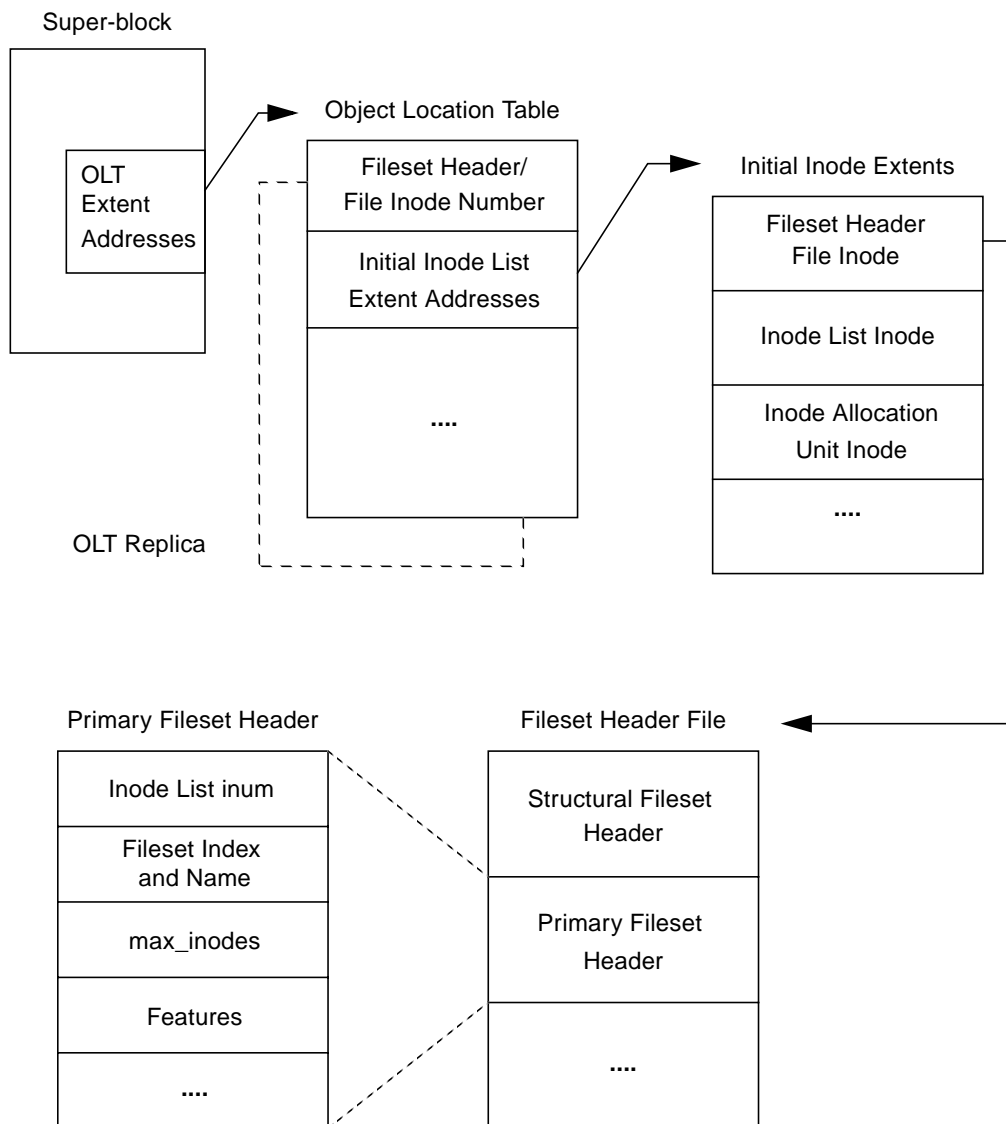 Super-block
OLT
Extent
Addresses
Object Location Table
Fileset Header/
File Inode Number
Initial Inode List
Extent Addresses
....
OLT Replica
Initial Inode Extents
Fileset Header
File Inode
Inode List Inode
Inode Allocation
Unit Inode
....
Primary Fileset Header
Inode List inum
Fileset Index
and Name
max_inodes
Features
....
Fileset Header File
Structural Fileset
Header
Primary Fileset
Header
....